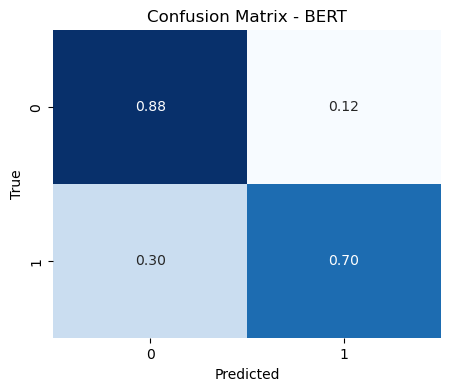 Confusion Matrix - BERT
True
0
0.88
0.12
1
0.30
0.70
0
1
Predicted